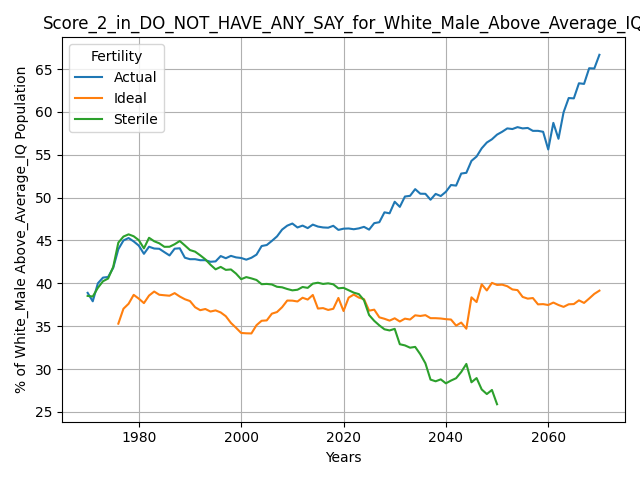 Score_2_in_DO_NOT_HAVE_ANY_SAY_for_White_Male_Above_Average_IQ
% of White_Male Above_Average_IQ Population
Fertility
Actual
Ideal
Sterile
65
60
55
50
45
40
35
30
25
1980 2000 2020 2040 2060
Years